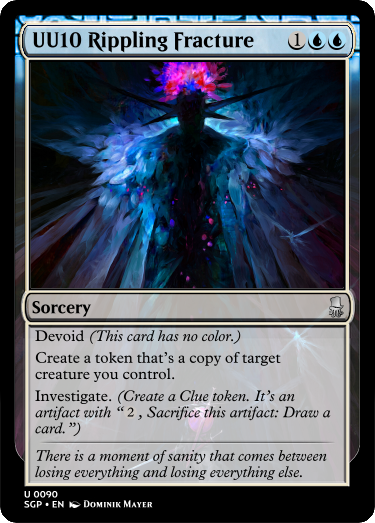 UU10 Rippling Fracture 1
Sorcery
Devoid (This card has no color.)
Create a token that's a copy of target
creature you control.
Investigate. (Create a Clue token. It's an
artifact with “2, Sacrifice this artifact: Draw a
card.”)
There is a moment of sanity that comes between
losing everything and losing everything else.
U 0090
SGP • EN Dominik Mayer